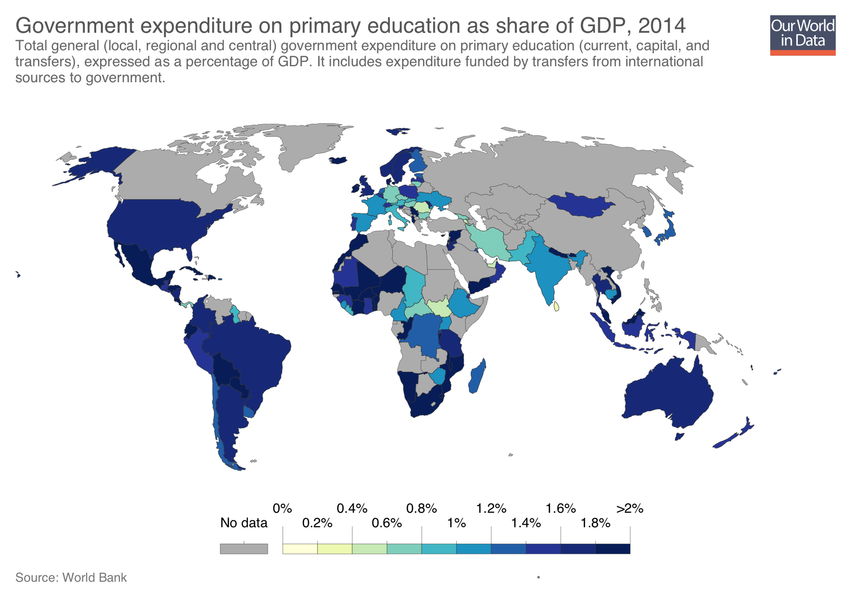 Government expenditure on primary education as share of GDP, 2014
Total general (local, regional and central) government expenditure on primary education (current, capital, and
transfers), expressed as a percentage of GDP. It includes expenditure funded by transfers from international
sources to government.
Our World
in Data
0% 0.4% 0.8% 1.2% 1.6% >2%
No data 0.2% 0.6% 1% 1.4% 1.8%
Source: World Bank